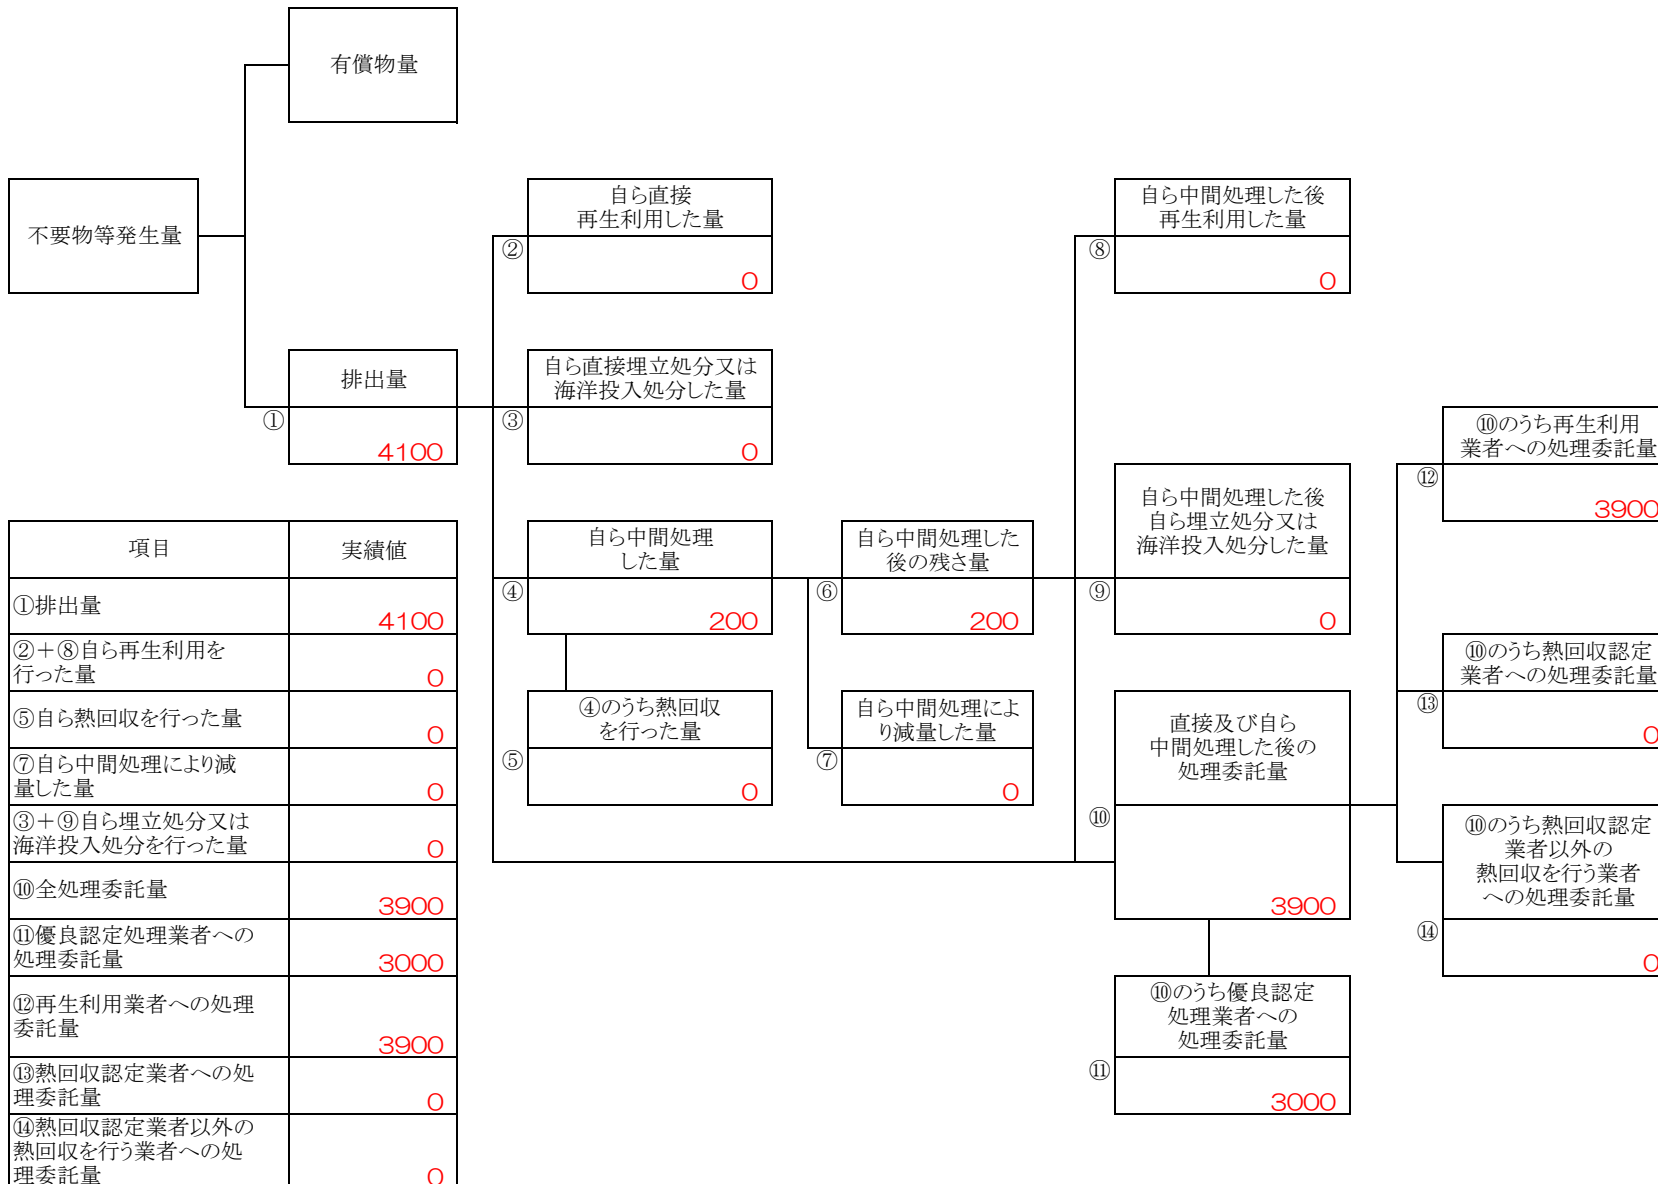 有償物量
不要物等発生量
自ら直接
再生利用した量
②
0
自ら中間処理した後
再生利用した量
⑧
0
排出量
①
4100
自ら直接埋立処分又は
海洋投入処分した量
③
0
⑩のうち再生利用
業者への処理委託量
⑫
3900
自ら中間処理した後
自ら埋立処分又は
海洋投入処分した量
⑨
0
自ら中間処理
した量
④
200
自ら中間処理した
後の残さ量
⑥
200
⑩のうち熱回収認定
業者への処理委託量
⑬
0
④のうち熱回収
を行った量
⑤
0
自ら中間処理によ
り減量した量
⑦
0
直接及び自ら
中間処理した後の
処理委託量
⑩
3900
⑩のうち熱回収認定
業者以外の
熱回収を行う業者
への処理委託量
⑭
0
⑩のうち優良認定
処理業者への
処理委託量
⑪
3000
項目
実績値
①排出量
4100
②＋⑧自ら再生利用を
行った量
0
⑤自ら熱回収を行った量
0
⑦自ら中間処理により減
量した量
0
③＋⑨自ら埋立処分又は
海洋投入処分を行った量
0
⑩全処理委託量
3900
⑪優良認定処理業者への
処理委託量
3000
⑫再生利用業者への処理
委託量
3900
⑬熱回収認定業者への処
理委託量
0
⑭熱回収認定業者以外の
熱回収を行う業者への処
理委託量
0